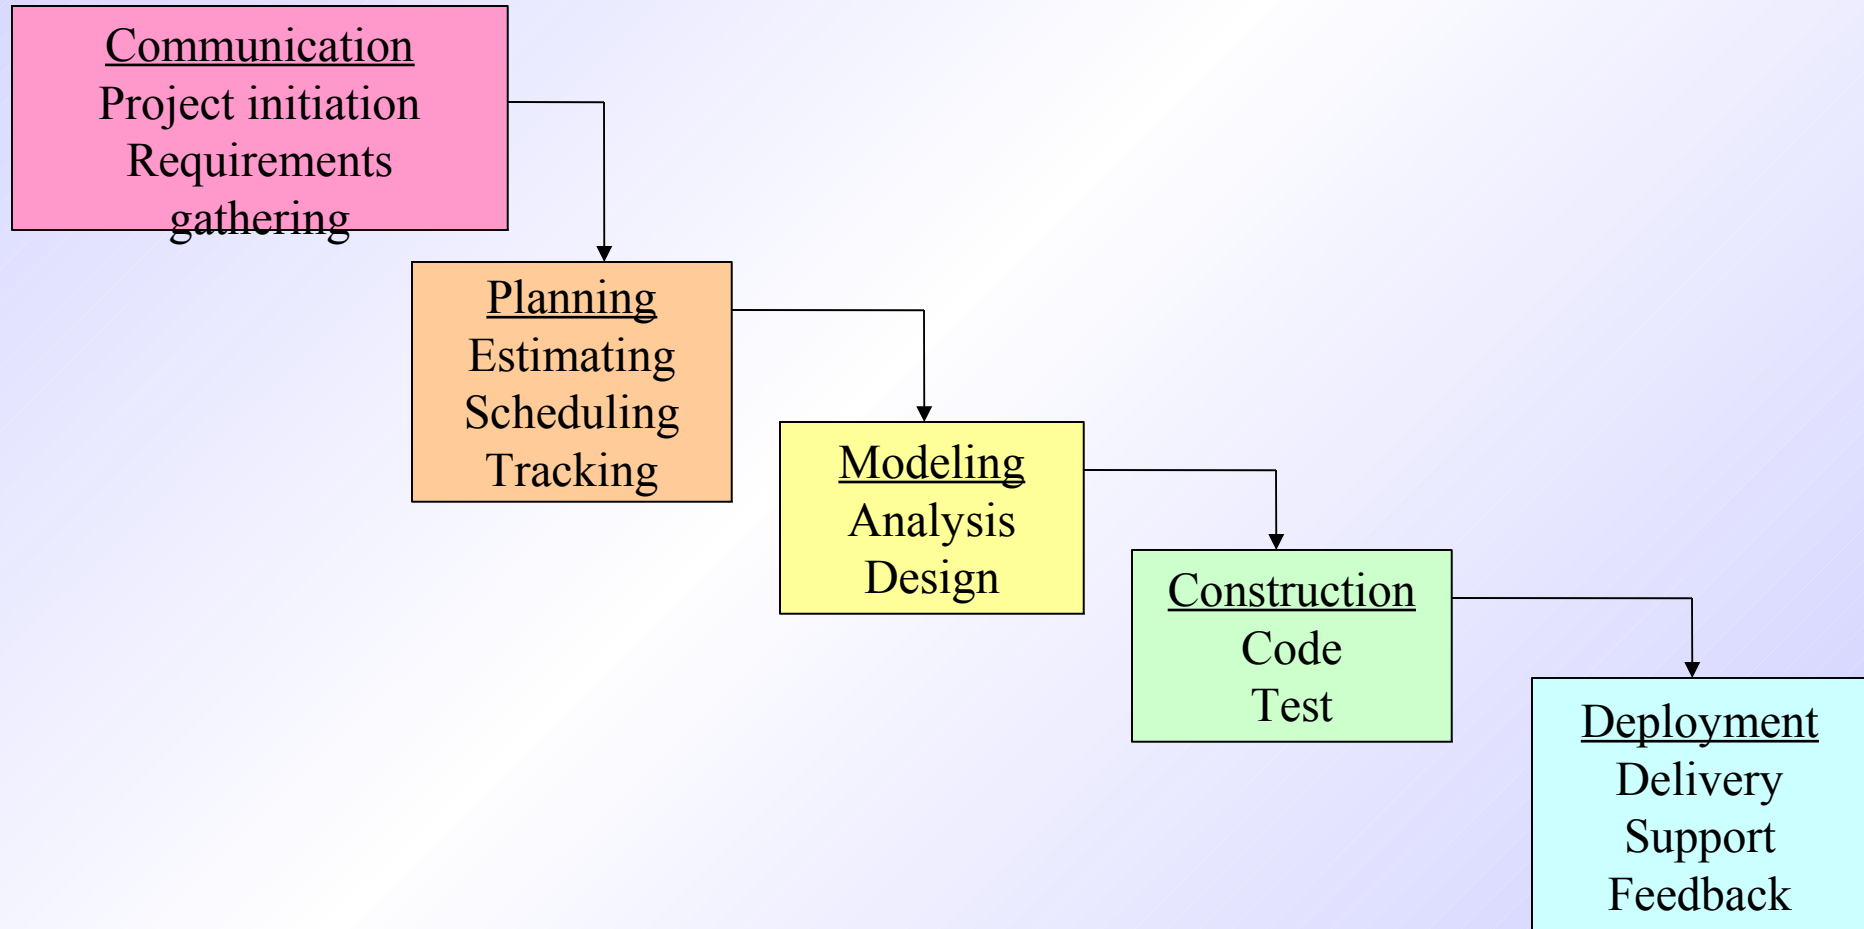 Communication
Project initiation
Requirements
gathering
Planning
Estimating
Scheduling
Tracking
Modeling
Analysis
Design
Construction
Code
Test
Deployment
Delivery
Support
Feedback